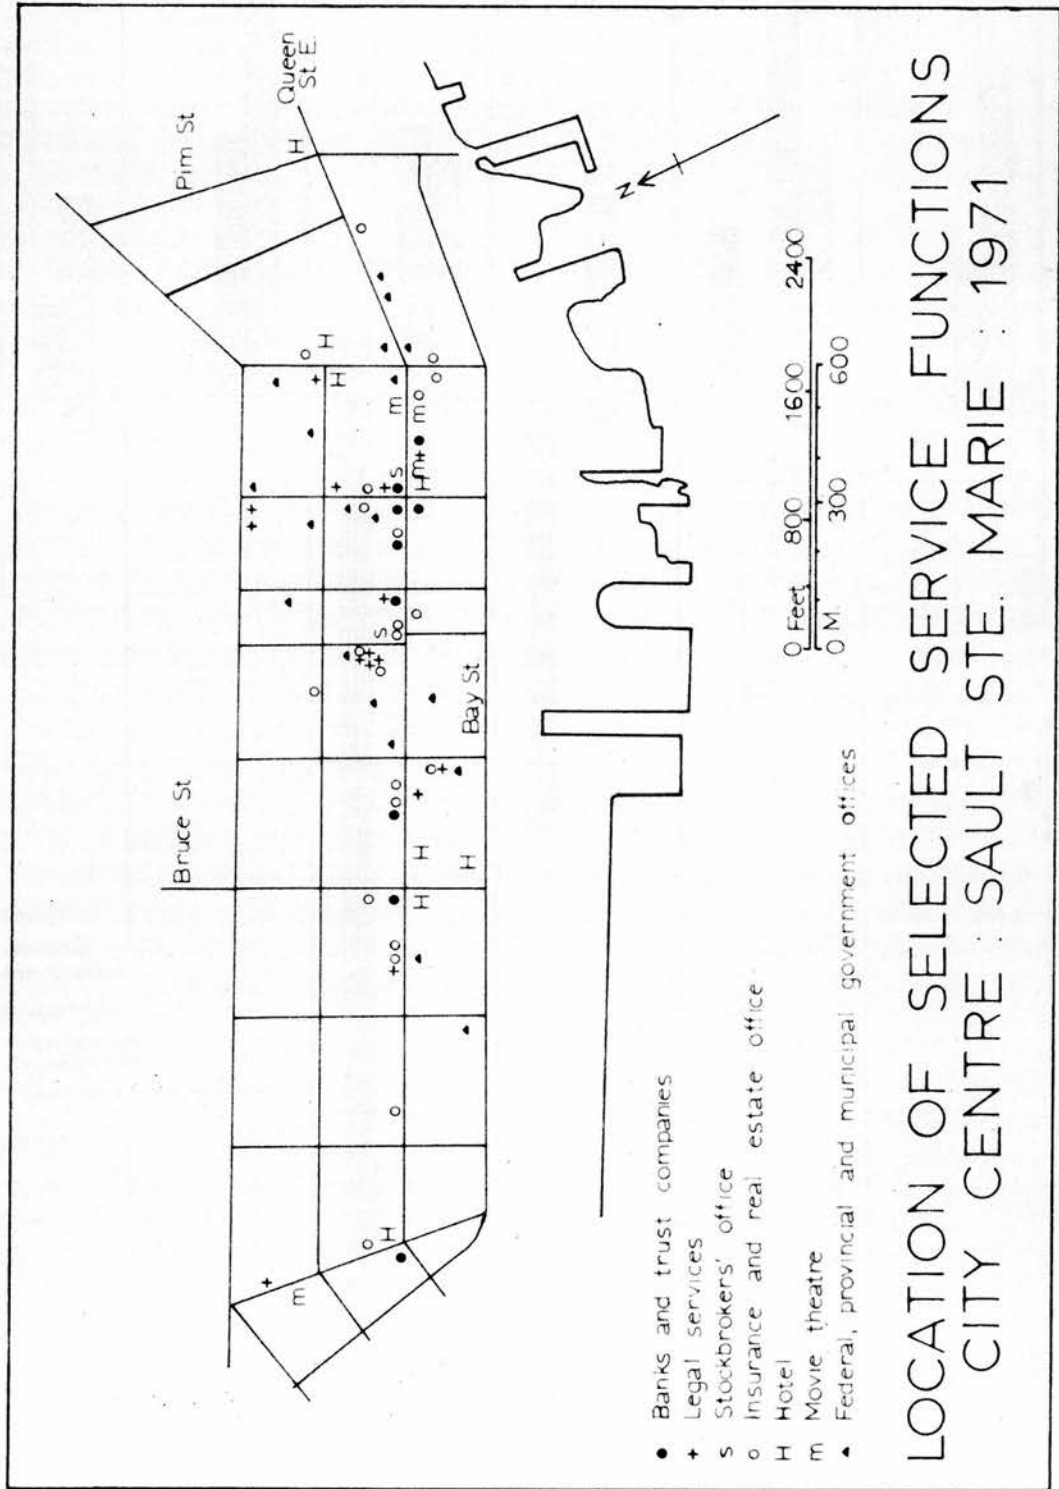 Queen
St E.
Pim St
Bruce St
Bay St
H
H
H
H
H
H
H
H
m
m
m
m
s
s
N
0 Feet 800 1600 2400
0 M. 300 600
● Banks and trust companies
+ Legal services
s Stockbrokers' office
o Insurance and real estate office
H Hotel
m Movie theatre
▲ Federal, provincial and municipal government offices
LOCATION OF SELECTED SERVICE FUNCTIONS
CITY CENTRE : SAULT STE. MARIE : 1971